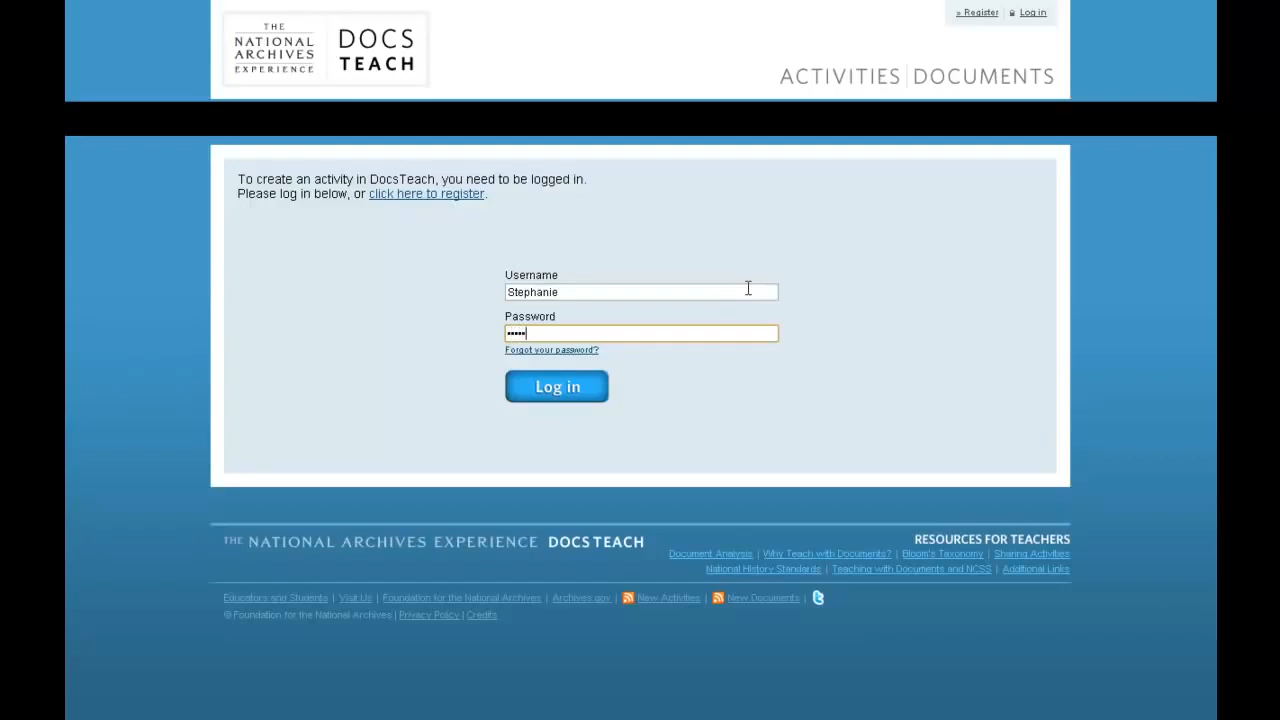 » Register | Log in
THE
NATIONAL
ARCHIVES
EXPERIENCE
DOCS
TEACH
ACTIVITIES | DOCUMENTS
To create an activity in DocsTeach, you need to be logged in.
Please log in below, or click here to register.
Username
Stephanie
Password
•••••
Forgot your password?
Log in
THE NATIONAL ARCHIVES EXPERIENCE DOCSTEACH
RESOURCES FOR TEACHERS
Document Analysis | Why Teach with Documents? | Bloom's Taxonomy | Sharing Activities
National History Standards | Teaching with Documents and NCSS | Additional Links
Educators and Students | Visit Us | Foundation for the National Archives | Archives.gov | New Activities | New Documents |
© Foundation for the National Archives | Privacy Policy | Credits